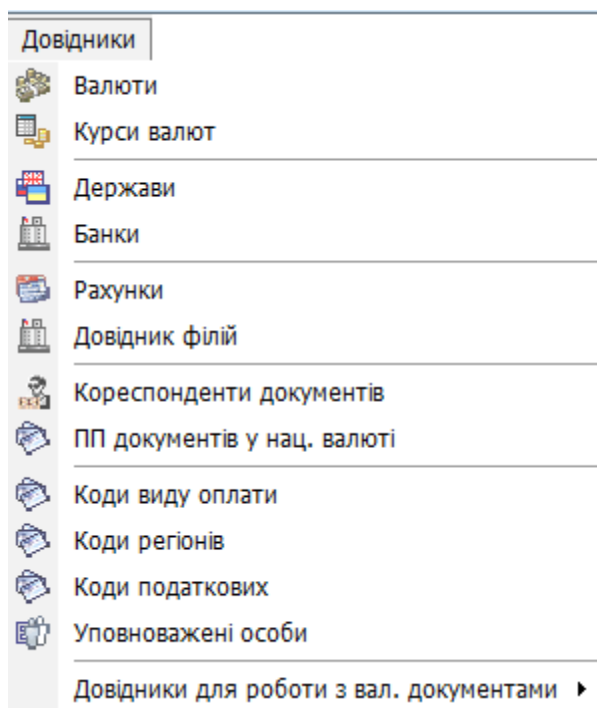 Довідники
Валюти
Курси валют
Держави
Банки
Рахунки
Довідник філій
Кореспонденти документів
ПП документів у нац. валюті
Коди виду оплати
Коди регіонів
Коди податкових
Уповноважені особи
Довідники для роботи з вал. документами